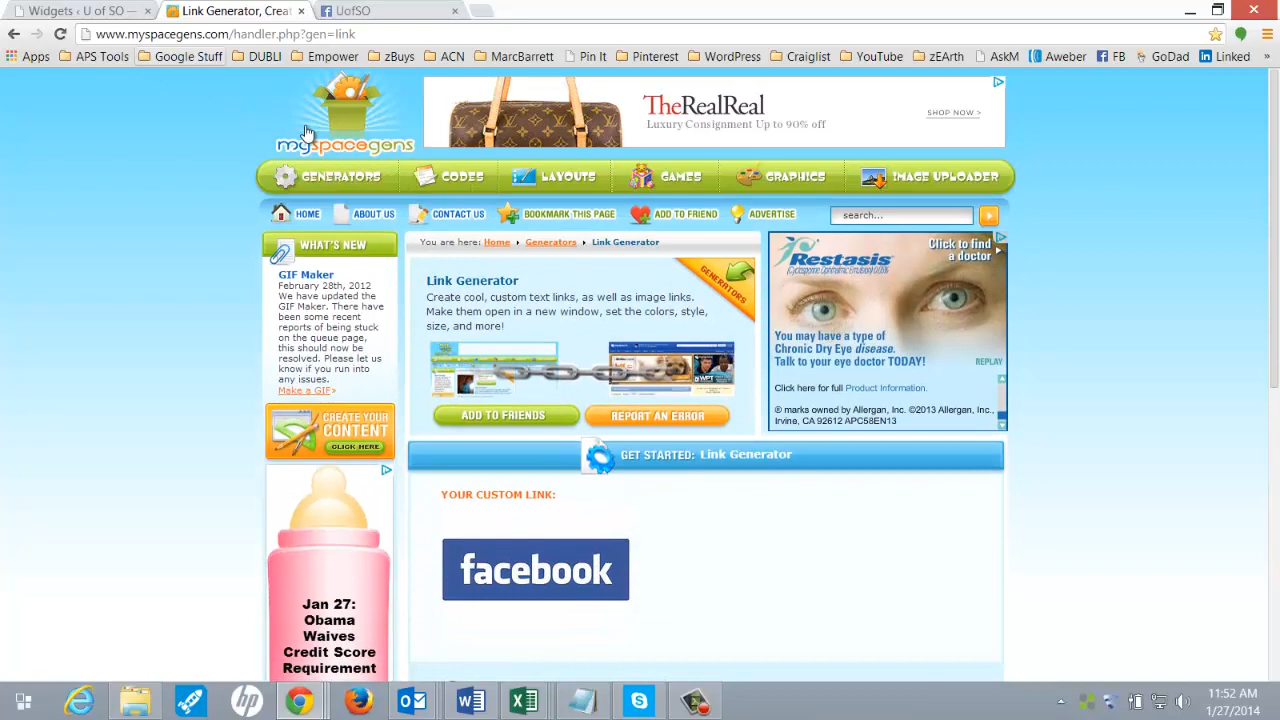 Widgets ‹ U of SO —
Link Generator, Crea
UofSO
www.myspacegens.com/handler.php?gen=link
Apps
APS Tools
DUBLI
Google Stuff
Empower
zBuys
ACN
MarcBarrett
Pin It
Pinterest
WordPress
Craiglist
YouTube
zEArth
AskM
Aweber
FB
GoDad
Linked
»
myspacegens
TheRealReal
Luxury Consignment Up to 90% off
SHOP NOW >
GENERATORS
CODES
LAYOUTS
GAMES
GRAPHICS
IMAGE UPLOADER
HOME
ABOUT US
CONTACT US
BOOKMARK THIS PAGE
ADD TO FRIEND
ADVERTISE
search...
WHAT'S NEW
GIF Maker
February 28th, 2012
We have updated the
GIF Maker. There have
been some recent
reports of being stuck
on the queue page,
this should now be
resolved. Please let us
know if you run into
any issues.
Make a GIF>
CREATE YOUR
CONTENT
CLICK HERE
Jan 27:
Obama
Waives
Credit Score
Requirement
You are here: Home › Generators › Link Generator
Link Generator
Create cool, custom text links, as well as image links.
Make them open in a new window, set the colors, style,
size, and more!
GENERATORS
ADD TO FRIENDS
REPORT AN ERROR
Restasis
Click to find
a doctor
You may have a type of
Chronic Dry Eye disease.
Talk to your eye doctor TODAY!
REPLAY
Click here for full Product Information.
® marks owned by Allergan, Inc. ©2013 Allergan, Inc.,
Irvine, CA 92612 APC58EN13
GET STARTED: Link Generator
YOUR CUSTOM LINK:
facebook
11:52 AM
1/27/2014